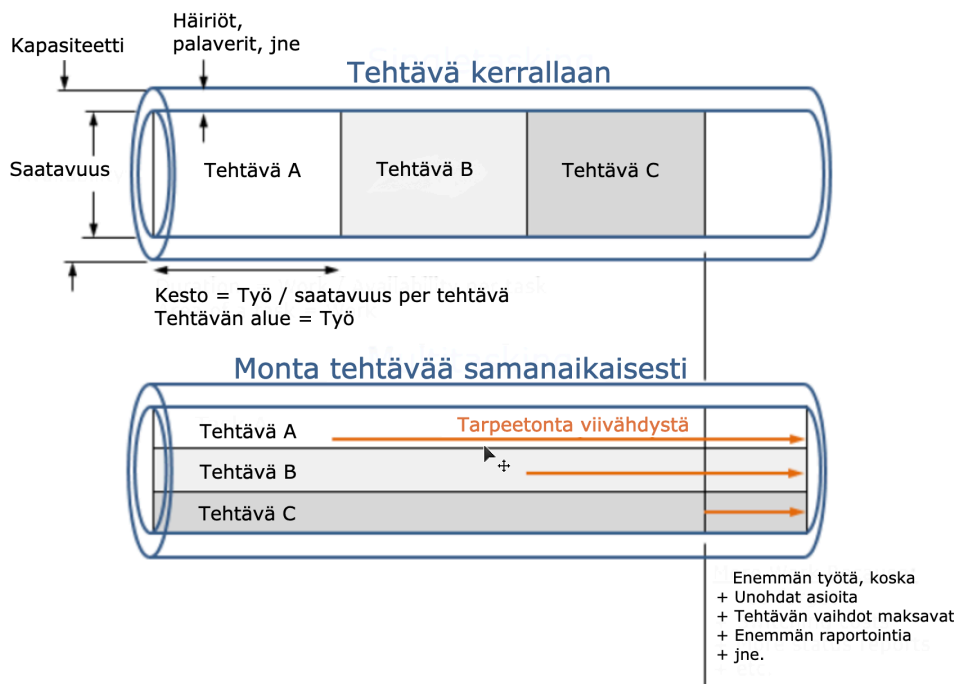 Häiriöt,
palaverit, jne
Kapasiteetti
Tehtävä kerrallaan
Saatavuus
Tehtävä A
Tehtävä B
Tehtävä C
Kesto = Työ / saatavuus per tehtävä
Tehtävän alue = Työ
Monta tehtävää samanaikaisesti
Tehtävä A
Tarpeetonta viivähdystä
Tehtävä B
Tehtävä C
Enemmän työtä, koska
+ Unohdat asioita
+ Tehtävän vaihdot maksavat
+ Enemmän raportointia
+ jne.